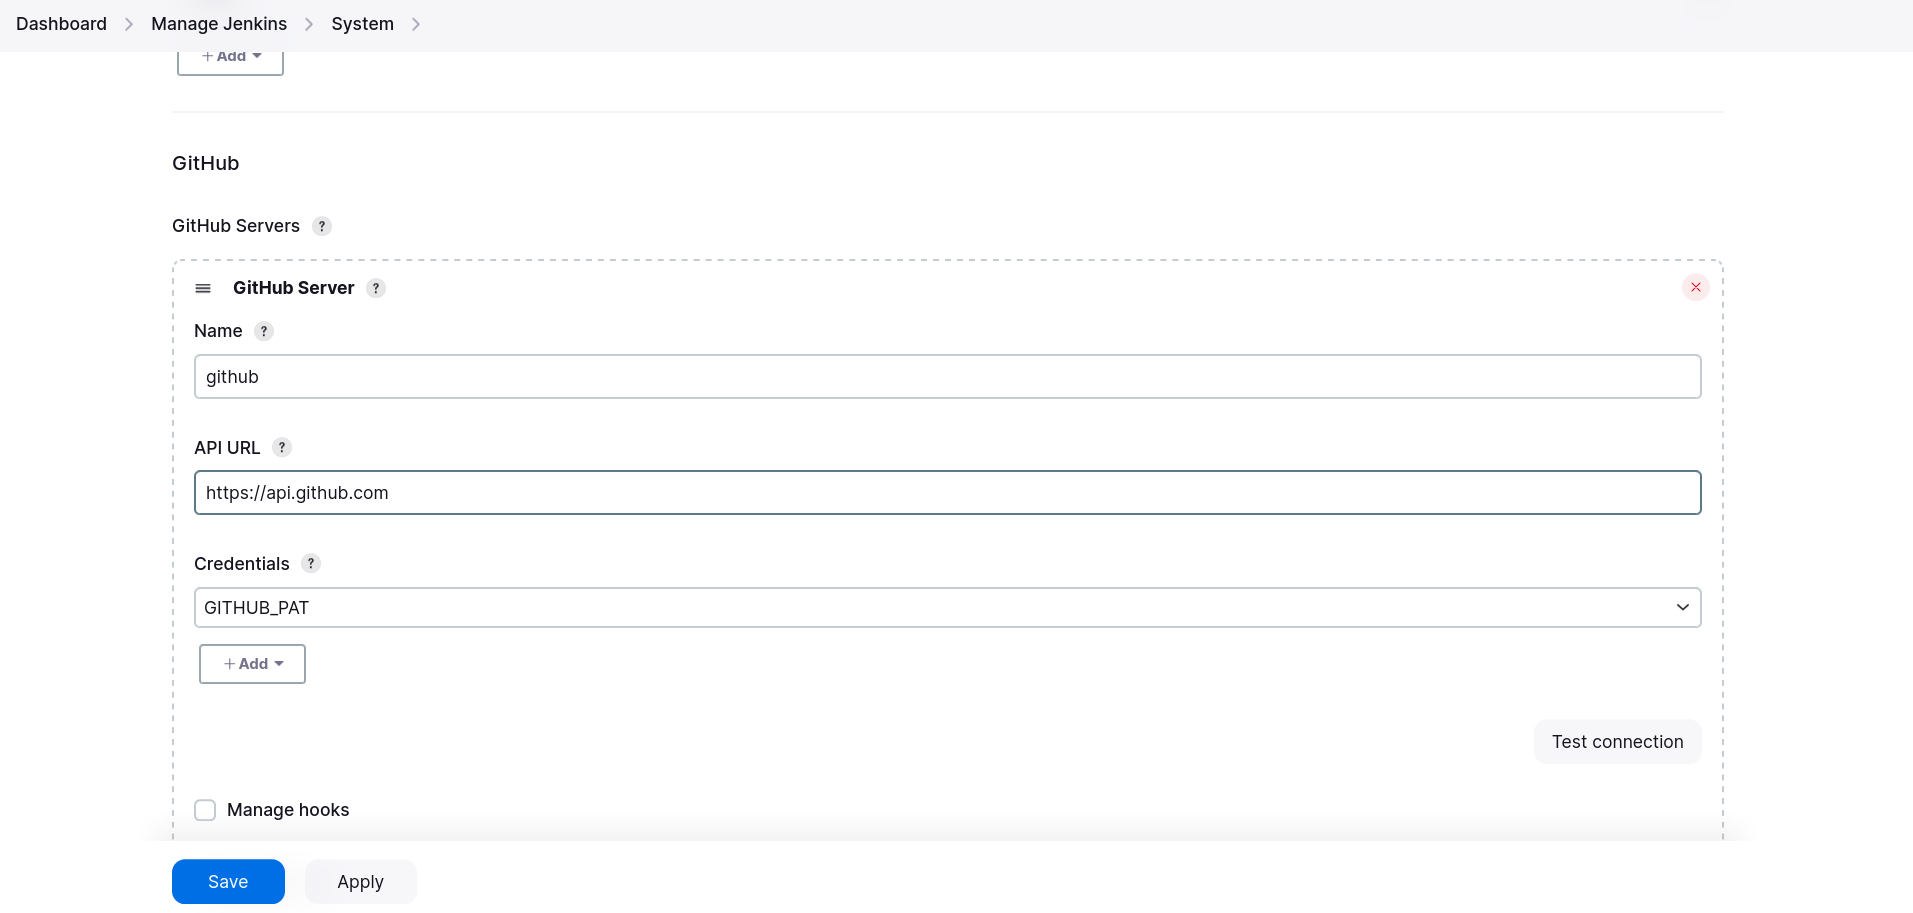 Dashboard > Manage Jenkins > System >
+ Add
GitHub
GitHub Servers ?
GitHub Server ?
Name ?
github
API URL ?
https://api.github.com
Credentials ?
GITHUB_PAT
+ Add
Test connection
Manage hooks
Save Apply